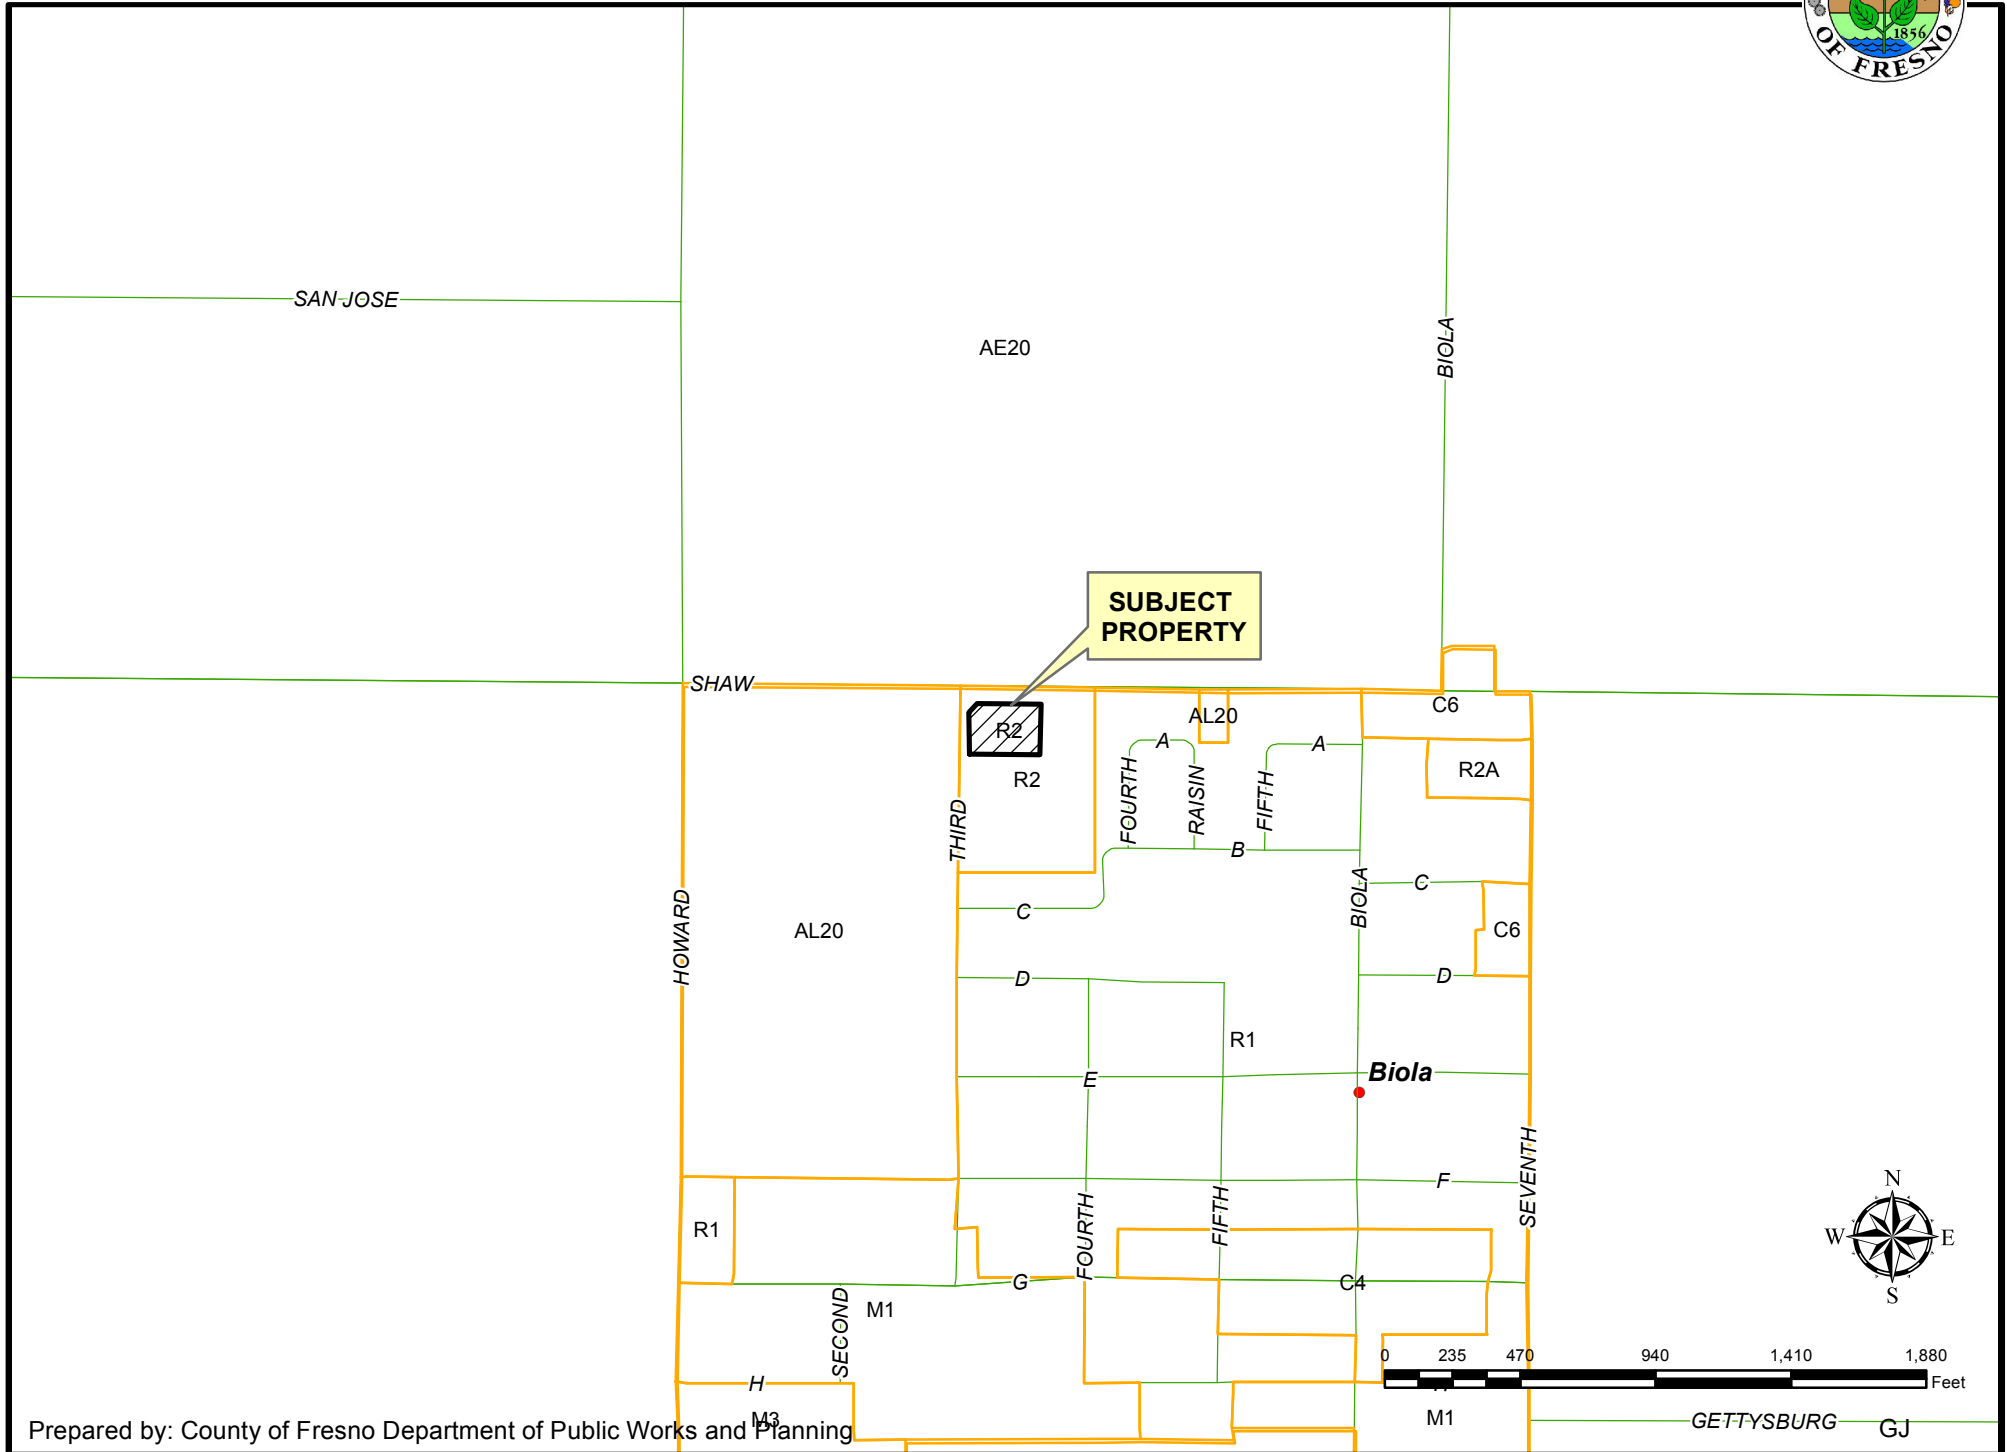 1856
OF FRESNO
SAN JOSE
AE20
BIOLA
SUBJECT
PROPERTY
SHAW
C6
AL20
R2
A
A
R2A
R2
FOURTH
RAISIN
FIFTH
THIRD
B
C
BIOLA
C
HOWARD
AL20
C6
D
D
R1
Biola
E
SEVENTH
F
R1
FOURTH
FIFTH
N
W
E
S
G
C4
M1
SECOND
0 235 470 940 1,410 1,880
Feet
H
M3
M1
GETTYSBURG
GJ
Prepared by: County of Fresno Department of Public Works and Planning